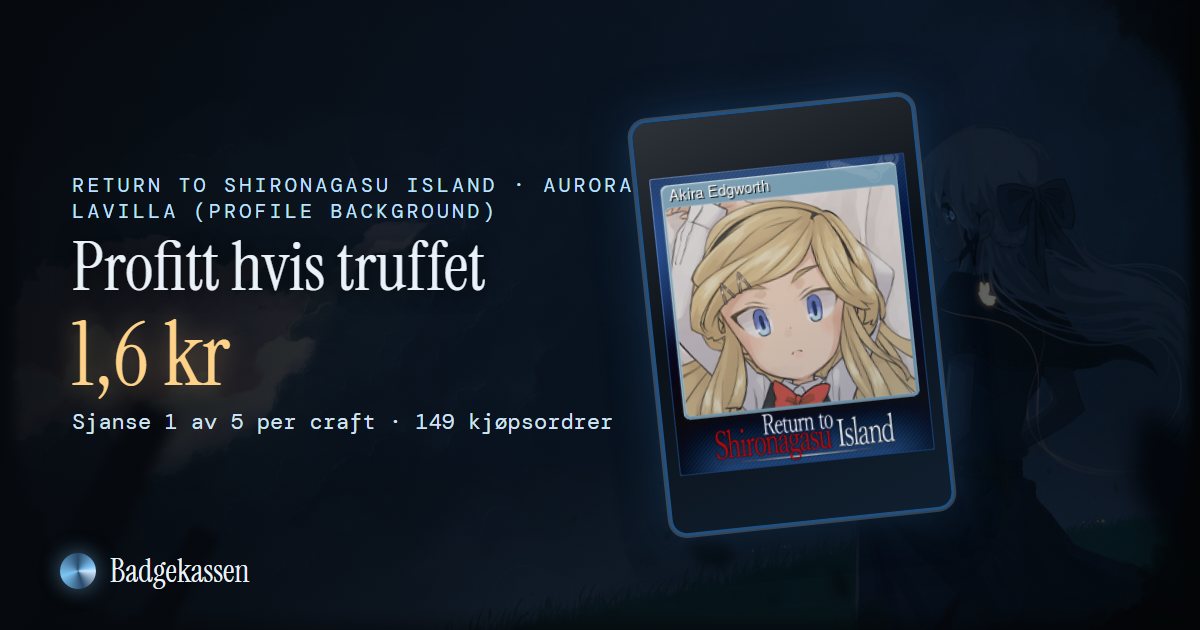 RETURN TO SHIRONAGASU ISLAND · AURORA
LAVILLA (PROFILE BACKGROUND)
Profitt hvis truffet
1,6 kr
Sjanse 1 av 5 per craft · 149 kjøpsordrer
Badgekassen
Akira Edgworth
Return to
Shironagasu Island